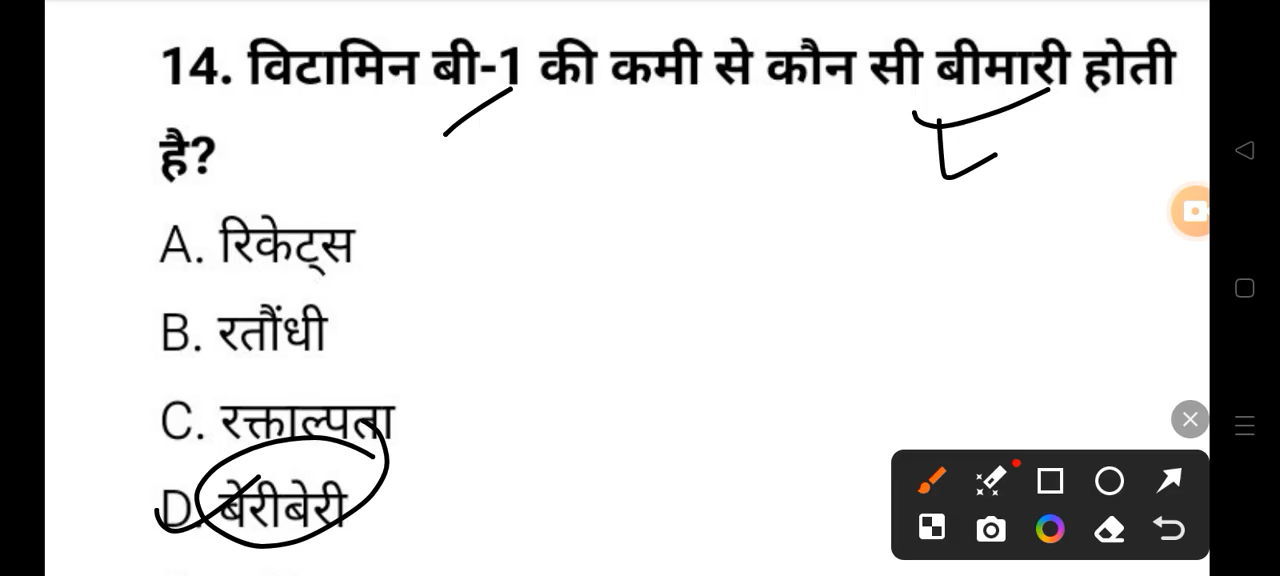 14. विटामिन बी-1 की कमी से कौन सी बीमारी होती
है?
A. रिकेट्स
B. रतौंधी
C. रक्ताल्पता
D. बेरीबेरी